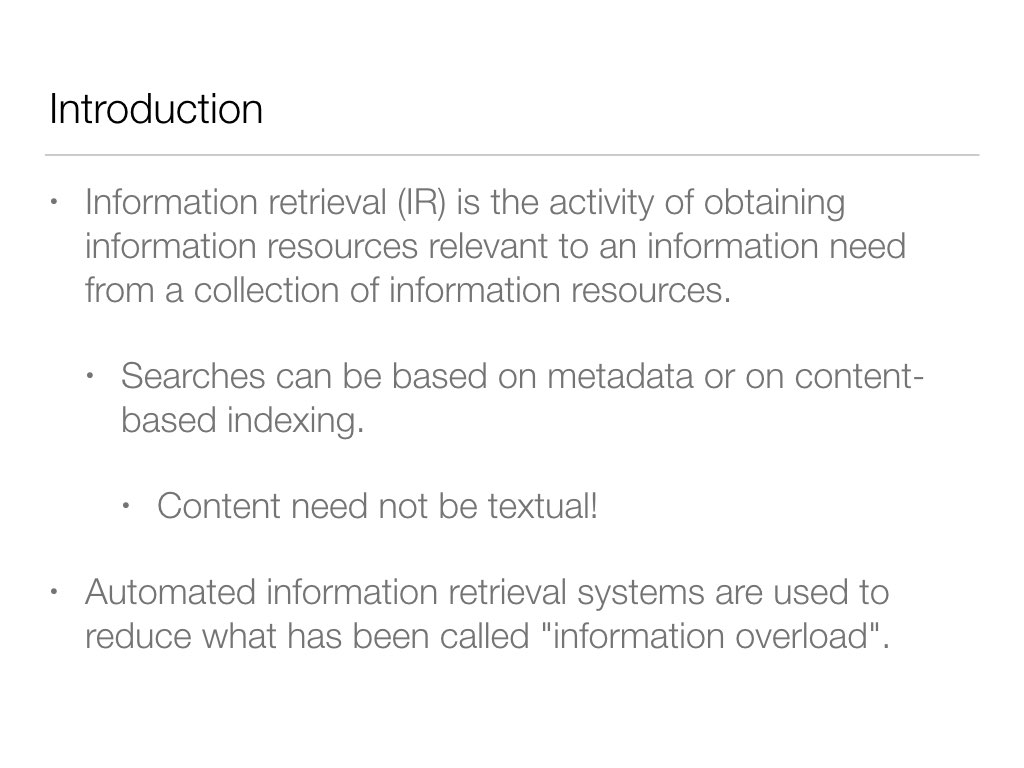 Introduction
• Information retrieval (IR) is the activity of obtaining
information resources relevant to an information need
from a collection of information resources.
• Searches can be based on metadata or on content-
based indexing.
• Content need not be textual!
• Automated information retrieval systems are used to
reduce what has been called "information overload".